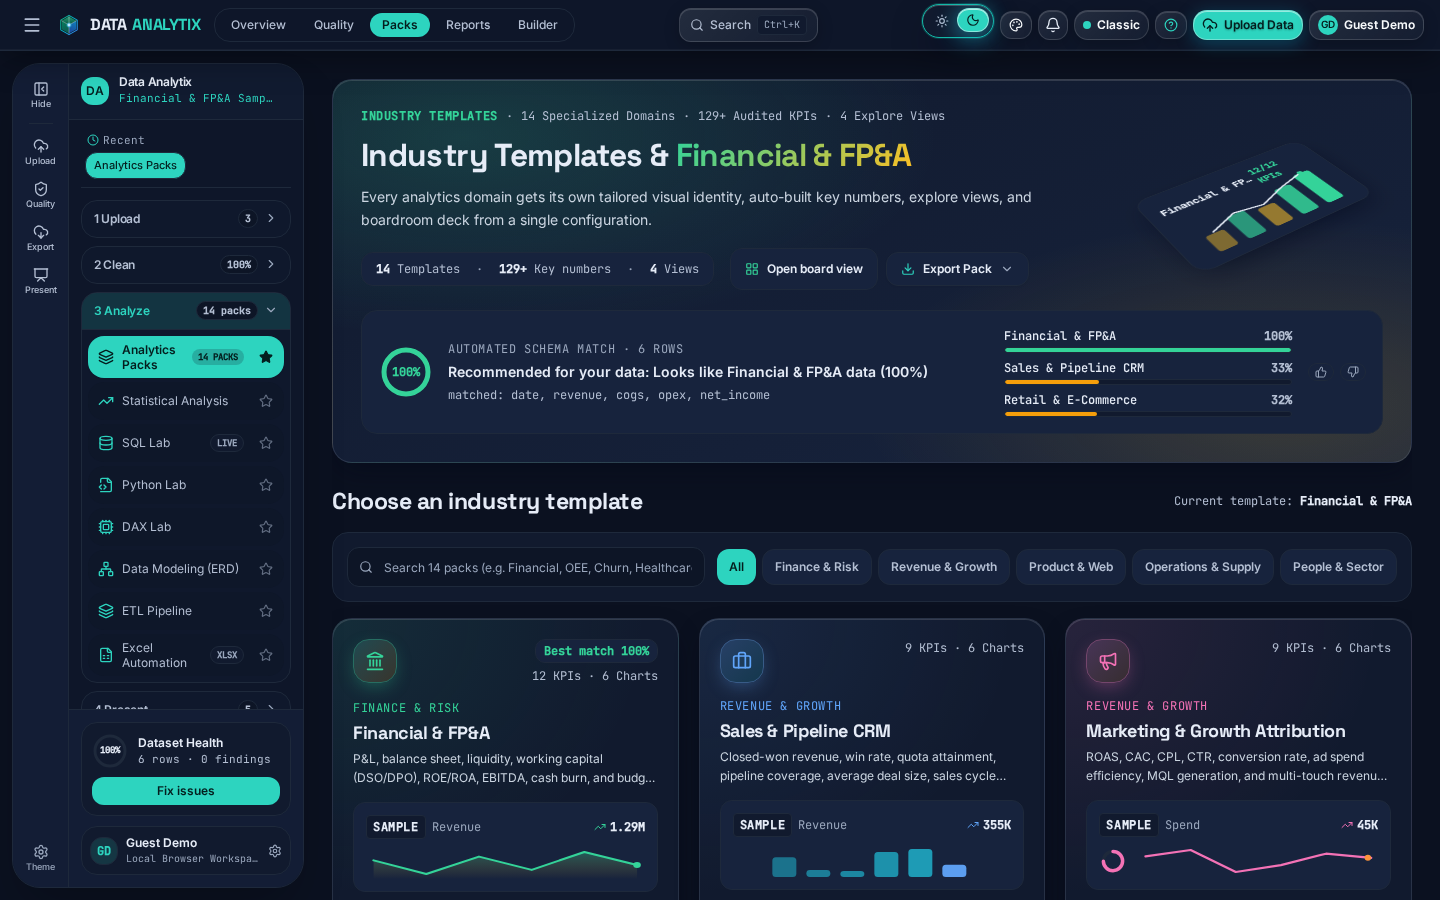 DATA ANALYTIX
Overview
Quality
Packs
Reports
Builder
Search
Ctrl+K
Classic
Upload Data
GD
Guest Demo
Hide
Upload
Quality
Export
Present
Theme
DA
Data Analytix
Financial & FP&A Samp…
Recent
Analytics Packs
1 Upload
3
2 Clean
100%
3 Analyze
14 packs
Analytics Packs
14 PACKS
Statistical Analysis
SQL Lab
LIVE
Python Lab
DAX Lab
Data Modeling (ERD)
ETL Pipeline
Excel Automation
XLSX
4 Present
5
100%
Dataset Health
6 rows · 0 findings
Fix issues
GD
Guest Demo
Local Browser Workspa…
INDUSTRY TEMPLATES · 14 Specialized Domains · 129+ Audited KPIs · 4 Explore Views
Industry Templates & Financial & FP&A
Every analytics domain gets its own tailored visual identity, auto-built key numbers, explore views, and
boardroom deck from a single configuration.
14 Templates · 129+ Key numbers · 4 Views
Open board view
Export Pack
Financial & FP…
12/12 KPIs
100%
AUTOMATED SCHEMA MATCH · 6 ROWS
Recommended for your data: Looks like Financial & FP&A data (100%)
matched: date, revenue, cogs, opex, net_income
Financial & FP&A
100%
Sales & Pipeline CRM
33%
Retail & E-Commerce
32%
Choose an industry template
Current template: Financial & FP&A
Search 14 packs (e.g. Financial, OEE, Churn, Healthcar
All
Finance & Risk
Revenue & Growth
Product & Web
Operations & Supply
People & Sector
Best match 100%
12 KPIs · 6 Charts
FINANCE & RISK
Financial & FP&A
P&L, balance sheet, liquidity, working capital
(DSO/DPO), ROE/ROA, EBITDA, cash burn, and budg…
SAMPLE
Revenue
1.29M
9 KPIs · 6 Charts
REVENUE & GROWTH
Sales & Pipeline CRM
Closed-won revenue, win rate, quota attainment,
pipeline coverage, average deal size, sales cycle…
SAMPLE
Revenue
355K
9 KPIs · 6 Charts
REVENUE & GROWTH
Marketing & Growth Attribution
ROAS, CAC, CPL, CTR, conversion rate, ad spend
efficiency, MQL generation, and multi-touch revenu…
SAMPLE
Spend
45K